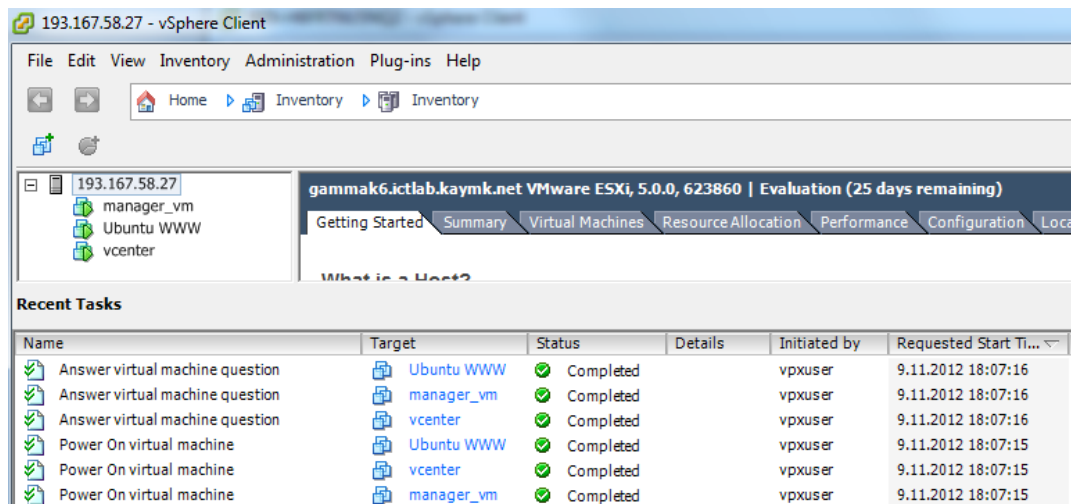 193.167.58.27 - vSphere Client
File Edit View Inventory Administration Plug-ins Help
Home Inventory Inventory
193.167.58.27
manager_vm
Ubuntu WWW
vcenter
gammak6.ictlab.kaymk.net VMware ESXi, 5.0.0, 623860 | Evaluation (25 days remaining)
Getting Started Summary Virtual Machines Resource Allocation Performance Configuration Loca
What is a Host?
Recent Tasks
Name Target Status Details Initiated by Requested Start Ti...
Answer virtual machine question Ubuntu WWW Completed vpxuser 9.11.2012 18:07:16
Answer virtual machine question manager_vm Completed vpxuser 9.11.2012 18:07:16
Answer virtual machine question vcenter Completed vpxuser 9.11.2012 18:07:16
Power On virtual machine Ubuntu WWW Completed vpxuser 9.11.2012 18:07:15
Power On virtual machine vcenter Completed vpxuser 9.11.2012 18:07:15
Power On virtual machine manager_vm Completed vpxuser 9.11.2012 18:07:15